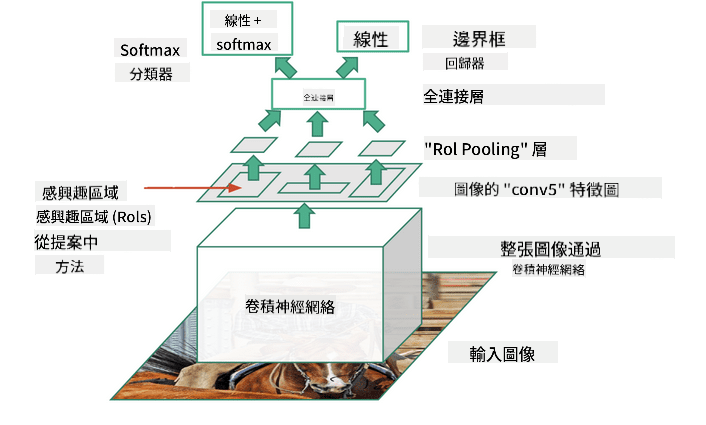 線性 +
softmax
線性
邊界框
回歸器
Softmax
分類器
全連接層
全連接層
"Rol Pooling" 層
圖像的 "conv5" 特徵圖
感興趣區域
感興趣區域 (Rols)
從提案中
方法
整張圖像通過
卷積神經網絡
卷積神經網絡
輸入圖像